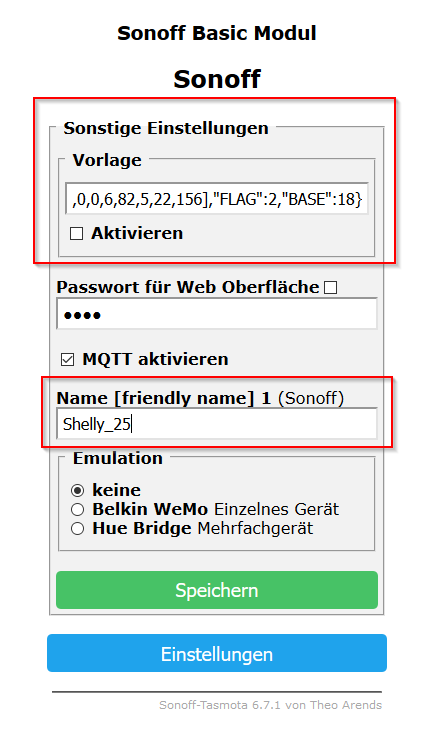 Sonoff Basic Modul
Sonoff
Sonstige Einstellungen
Vorlage
,0,0,6,82,5,22,156],"FLAG":2,"BASE":18}
Aktivieren
Passwort für Web Oberfläche
●●●●
MQTT aktivieren
Name [friendly name] 1 (Sonoff)
Shelly_25
Emulation
keine
Belkin WeMo Einzelnes Gerät
Hue Bridge Mehrfachgerät
Speichern
Einstellungen
Sonoff-Tasmota 6.7.1 von Theo Arends